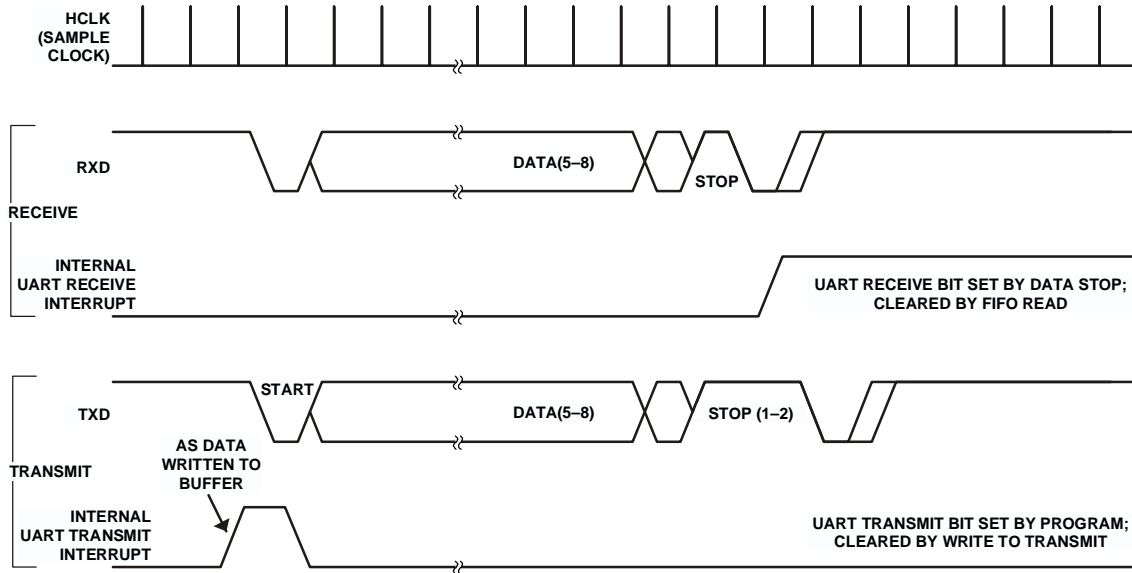 HCLK
(SAMPLE
CLOCK)
RXD
DATA(5–8)
STOP
RECEIVE
INTERNAL
UART RECEIVE
INTERRUPT
UART RECEIVE BIT SET BY DATA STOP;
CLEARED BY FIFO READ
START
TXD
DATA(5–8)
STOP (1–2)
AS DATA
WRITTEN TO
BUFFER
TRANSMIT
INTERNAL
UART TRANSMIT
INTERRUPT
UART TRANSMIT BIT SET BY PROGRAM;
CLEARED BY WRITE TO TRANSMIT